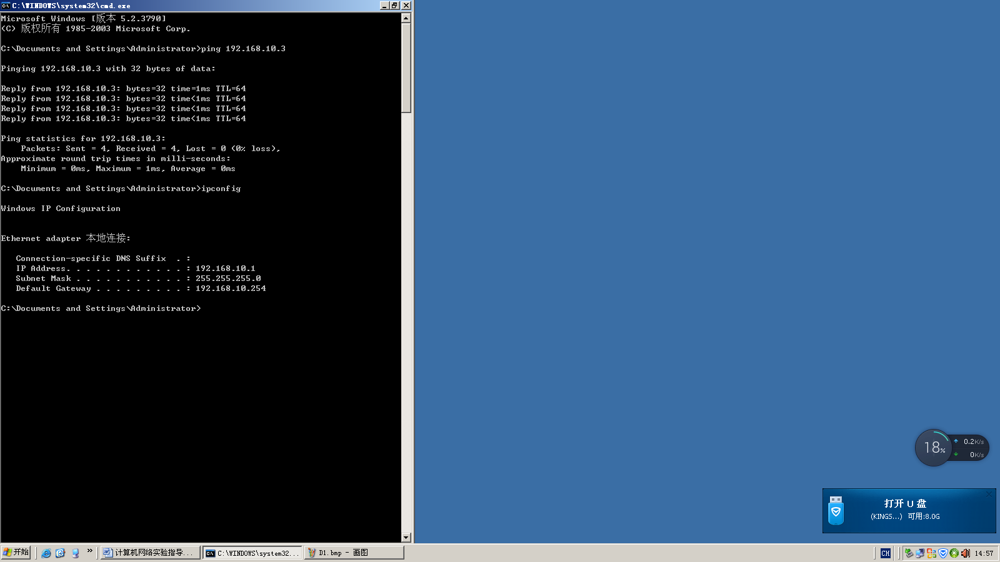 C:\WINDOWS\system32\cmd.exe
Microsoft Windows [版本 5.2.3790]
(C) 版权所有 1985-2003 Microsoft Corp.
C:\Documents and Settings\Administrator>ping 192.168.10.3
Pinging 192.168.10.3 with 32 bytes of data:
Reply from 192.168.10.3: bytes=32 time=1ms TTL=64
Reply from 192.168.10.3: bytes=32 time<1ms TTL=64
Reply from 192.168.10.3: bytes=32 time<1ms TTL=64
Reply from 192.168.10.3: bytes=32 time<1ms TTL=64
Ping statistics for 192.168.10.3:
    Packets: Sent = 4, Received = 4, Lost = 0 (0% loss),
Approximate round trip times in milli-seconds:
    Minimum = 0ms, Maximum = 1ms, Average = 0ms
C:\Documents and Settings\Administrator>ipconfig
Windows IP Configuration
Ethernet adapter 本地连接:
   Connection-specific DNS Suffix  . :
   IP Address. . . . . . . . . . . . : 192.168.10.1
   Subnet Mask . . . . . . . . . . . : 255.255.255.0
   Default Gateway . . . . . . . . . : 192.168.10.254
C:\Documents and Settings\Administrator>
18%
0.2K/s
0K/s
打开 U 盘
(KINGS...) 可用:8.0G
开始
计算机网络实验指导...
C:\WINDOWS\system32...
D1.bmp - 画图
CH
14:57